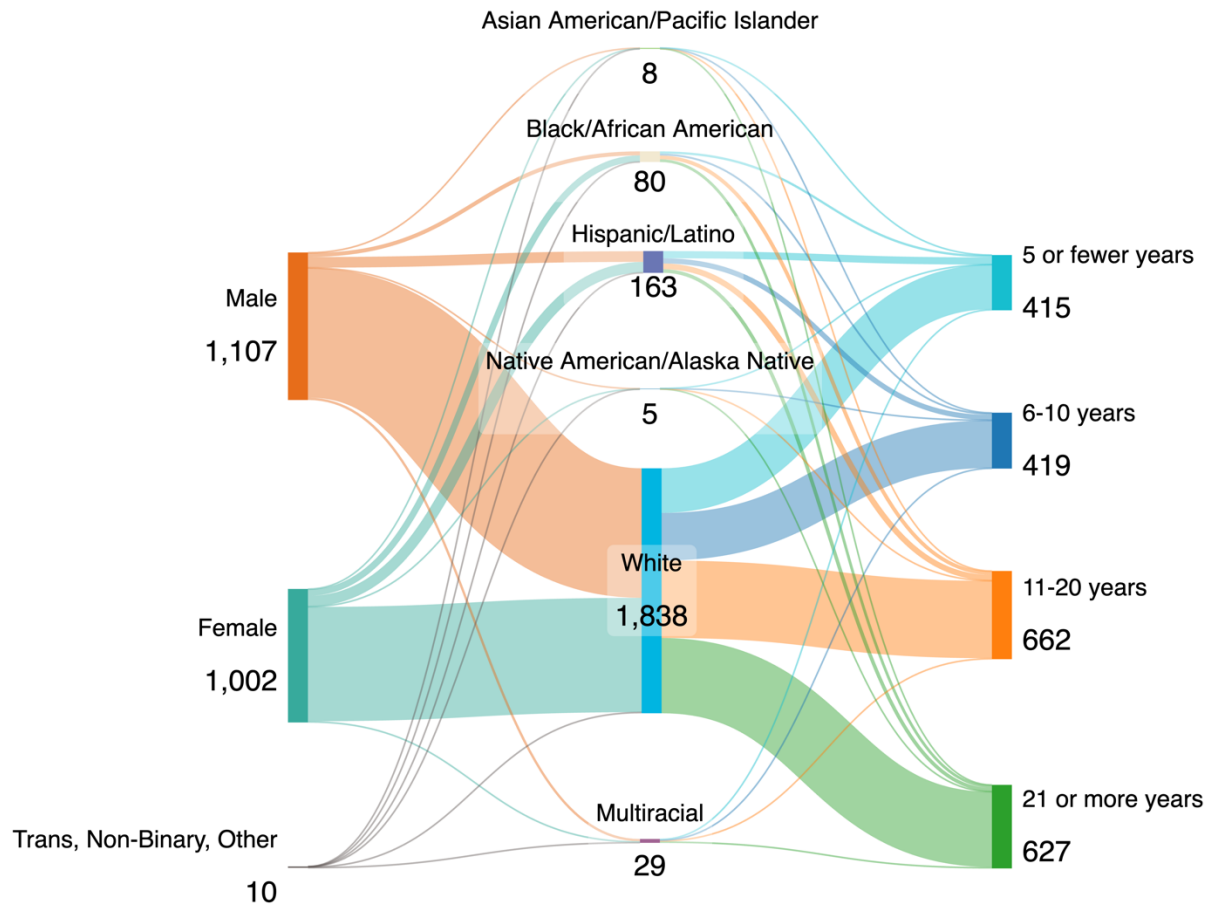 Asian American/Pacific Islander
8
Black/African American
80
Hispanic/Latino
163
Native American/Alaska Native
5
White
1,838
Multiracial
29
Male
1,107
Female
1,002
Trans, Non-Binary, Other
10
5 or fewer years
415
6-10 years
419
11-20 years
662
21 or more years
627